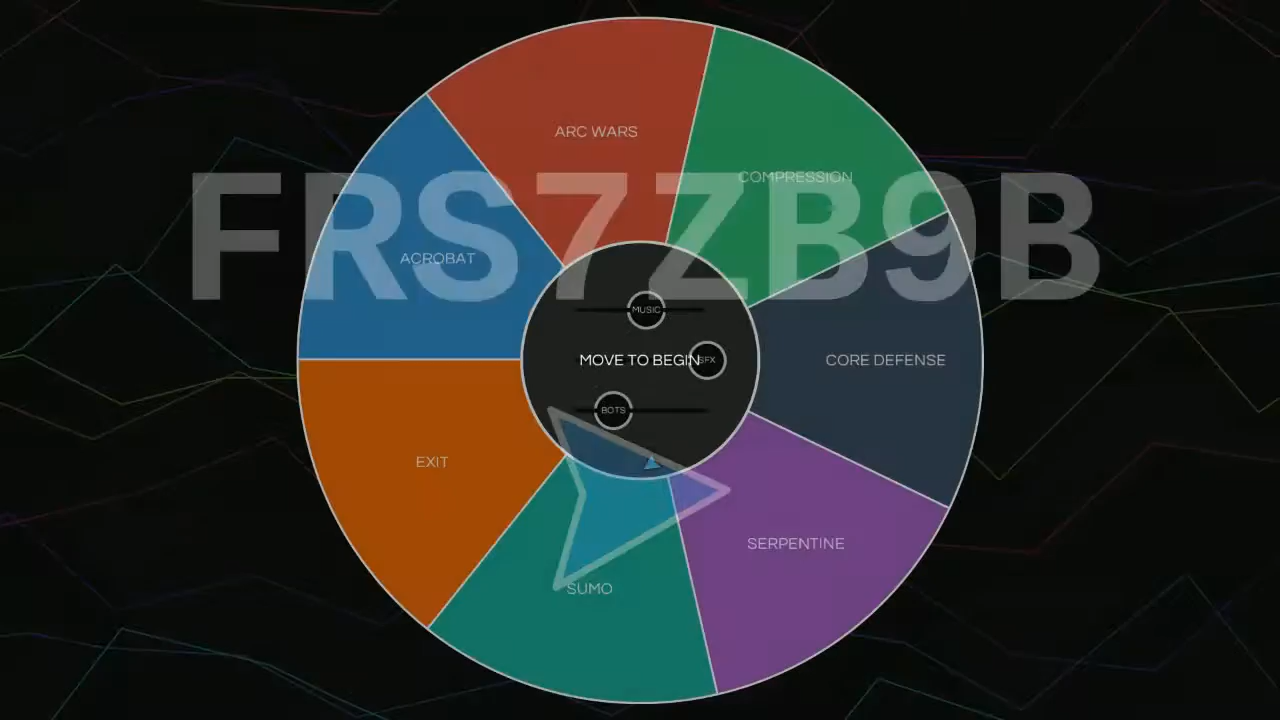 ARC WARS
COMPRESSION
FRS7ZB9B
ACROBAT
MUSIC
MOVE TO BEGIN
SFX
CORE DEFENSE
BOTS
EXIT
SERPENTINE
SUMO